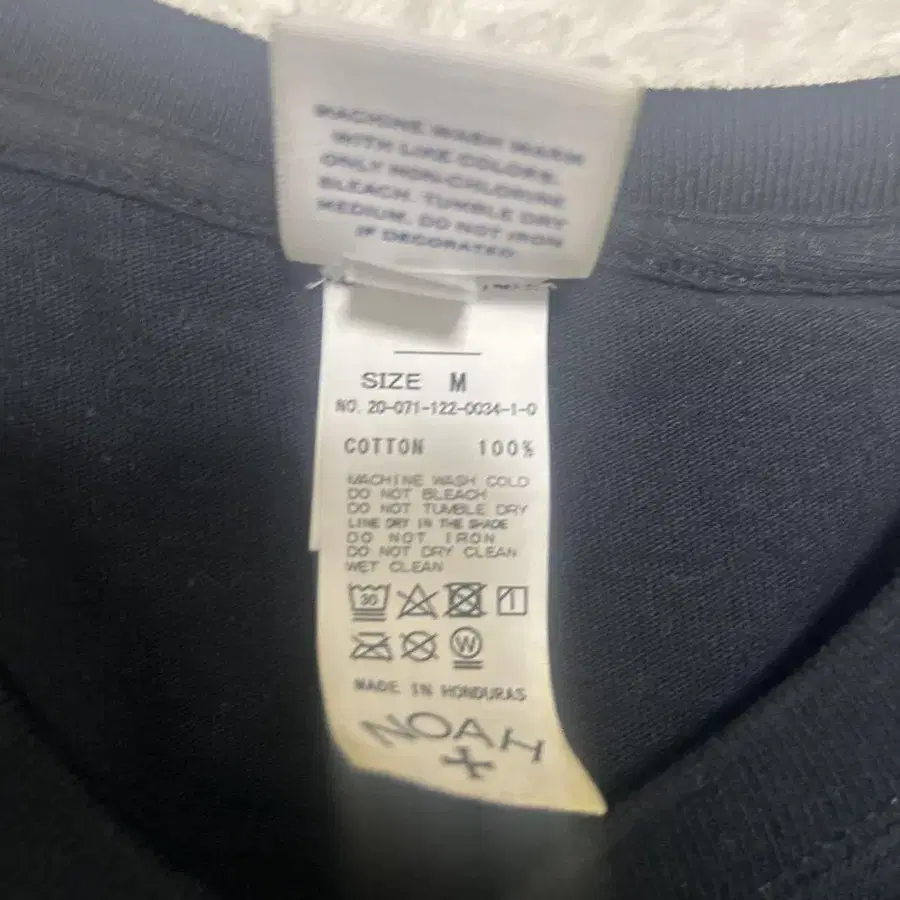 MACHINE WASH WARM
WITH LIKE COLORS.
ONLY NON-CHLORINE
BLEACH. TUMBLE DRY
MEDIUM. DO NOT IRON
IF DECORATED.
SIZE M
NO. 20-071-122-0034-1-0
COTTON 100%
MACHINE WASH COLD
DO NOT BLEACH
DO NOT TUMBLE DRY
LINE DRY IN THE SHADE
DO NOT IRON
DO NOT DRY CLEAN
WET CLEAN
30
W
MADE IN HONDURAS
NOAH